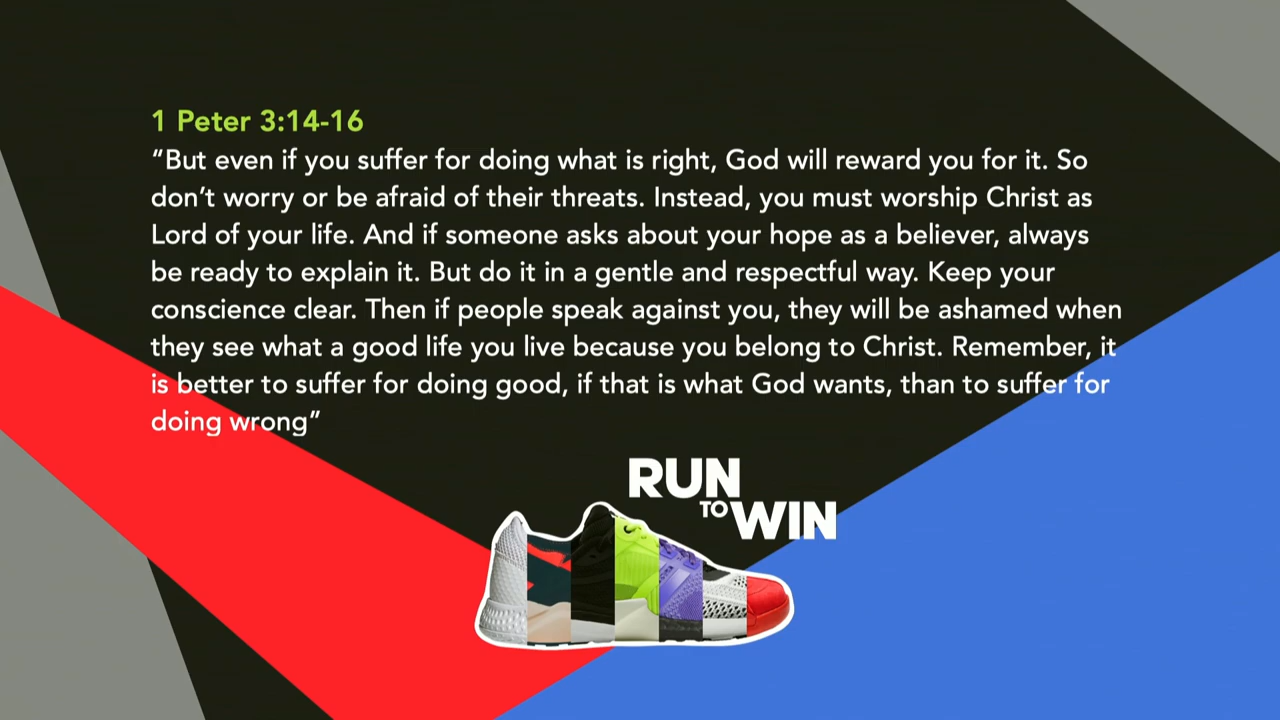 1 Peter 3:14-16
“But even if you suffer for doing what is right, God will reward you for it. So
don’t worry or be afraid of their threats. Instead, you must worship Christ as
Lord of your life. And if someone asks about your hope as a believer, always
be ready to explain it. But do it in a gentle and respectful way. Keep your
conscience clear. Then if people speak against you, they will be ashamed when
they see what a good life you live because you belong to Christ. Remember, it
is better to suffer for doing good, if that is what God wants, than to suffer for
doing wrong”
RUN
TO WIN